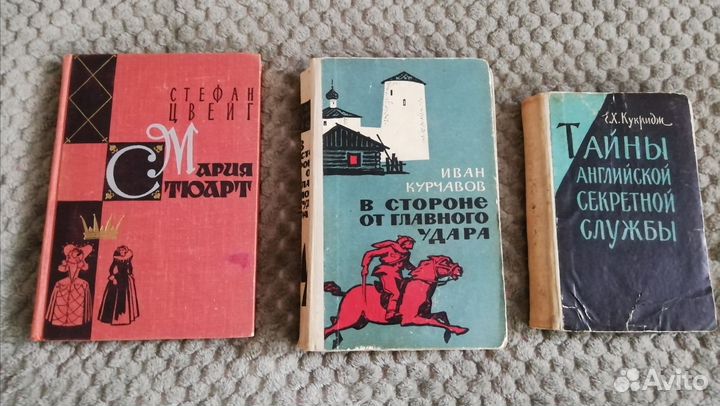 СТЕФАН
ЦВЕЙГ
МАРИЯ
СТЮАРТ
ИВАН
КУРЧАВОВ
В СТОРОНЕ
ОТ ГЛАВНОГО
УДАРА
Е.Х. Кукридж
ТАЙНЫ
АНГЛИЙСКОЙ
СЕКРЕТНОЙ
СЛУЖБЫ
Avito